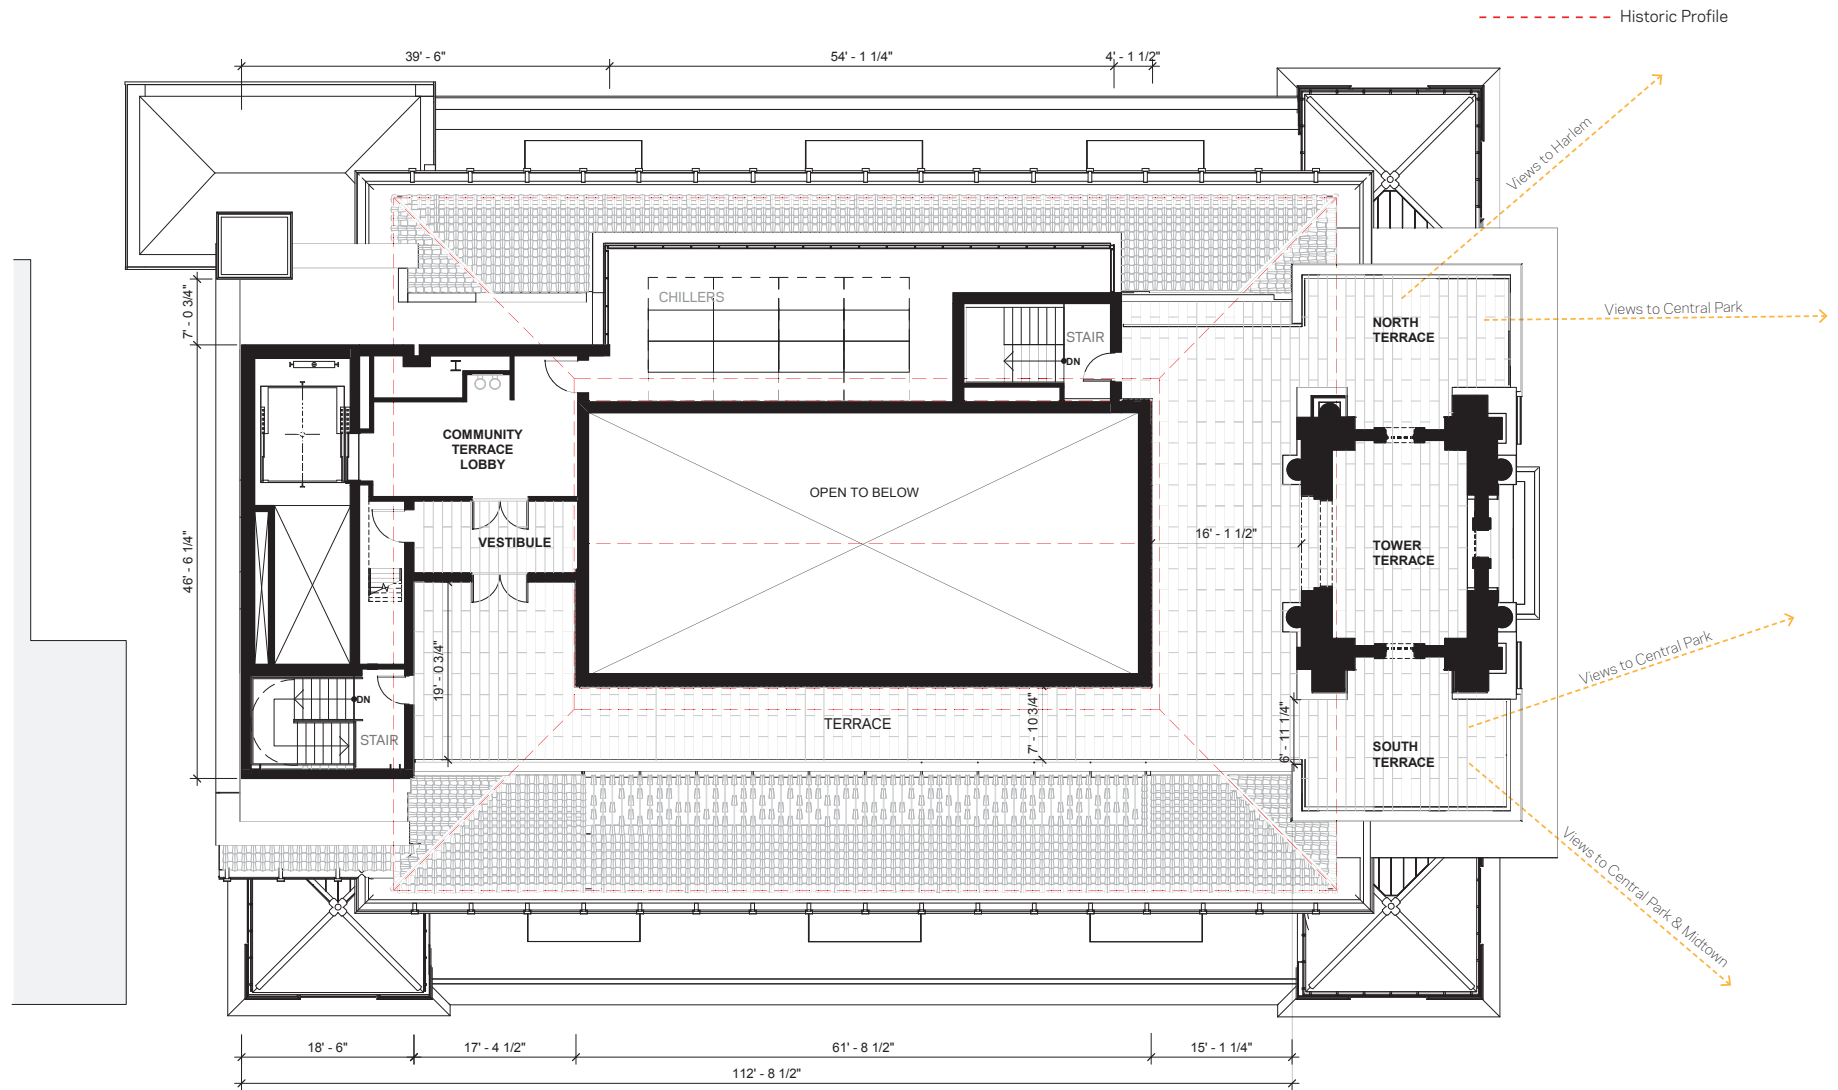 Historic Profile
39' - 6"
54' - 1 1/4"
4' - 1 1/2"
Views to Harlem
Views to Central Park
7' - 0 3/4"
CHILLERS
STAIR
DN
NORTH
TERRACE
COMMUNITY
TERRACE
LOBBY
OPEN TO BELOW
VESTIBULE
16' - 1 1/2"
TOWER
TERRACE
46' - 6 1/4"
19' - 0 3/4"
Views to Central Park
DN
STAIR
TERRACE
7' - 10 3/4"
6' - 11 1/4"
SOUTH
TERRACE
Views to Central Park & Midtown
18' - 6"
17' - 4 1/2"
61' - 8 1/2"
15' - 1 1/4"
112' - 8 1/2"